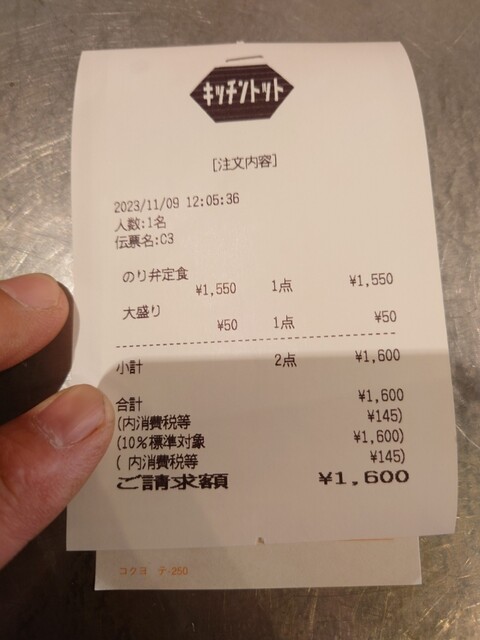 キッチントット
[注文内容]
2023/11/09 12:05:36
人数:1名
伝票名:C3
のり弁定食
¥1,550 1点 ¥1,550
大盛り
¥50 1点 ¥50
小計 2点 ¥1,600
合計 ¥1,600
(内消費税等 ¥145)
(10%標準対象 ¥1,600)
( 内消費税等 ¥145)
ご請求額 ¥1,600
コクヨ テ-250